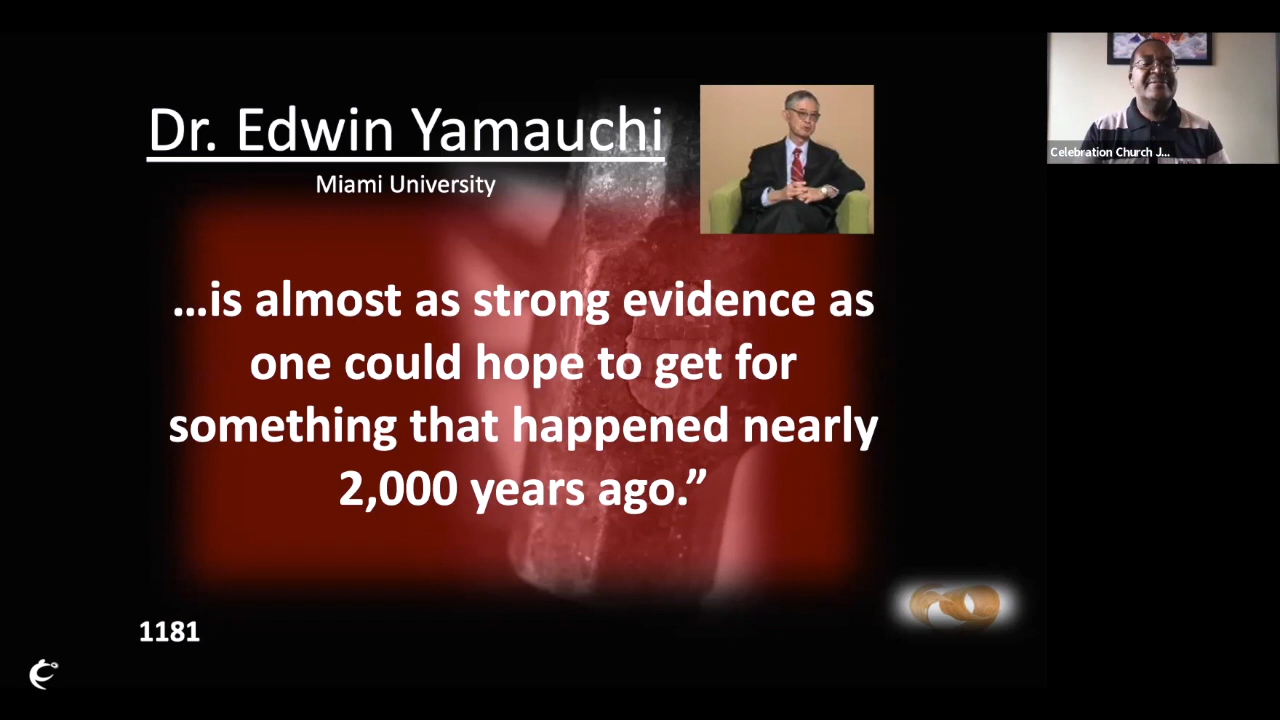 Dr. Edwin Yamauchi
Miami University
...is almost as strong evidence as
one could hope to get for
something that happened nearly
2,000 years ago.”
1181
Celebration Church J...